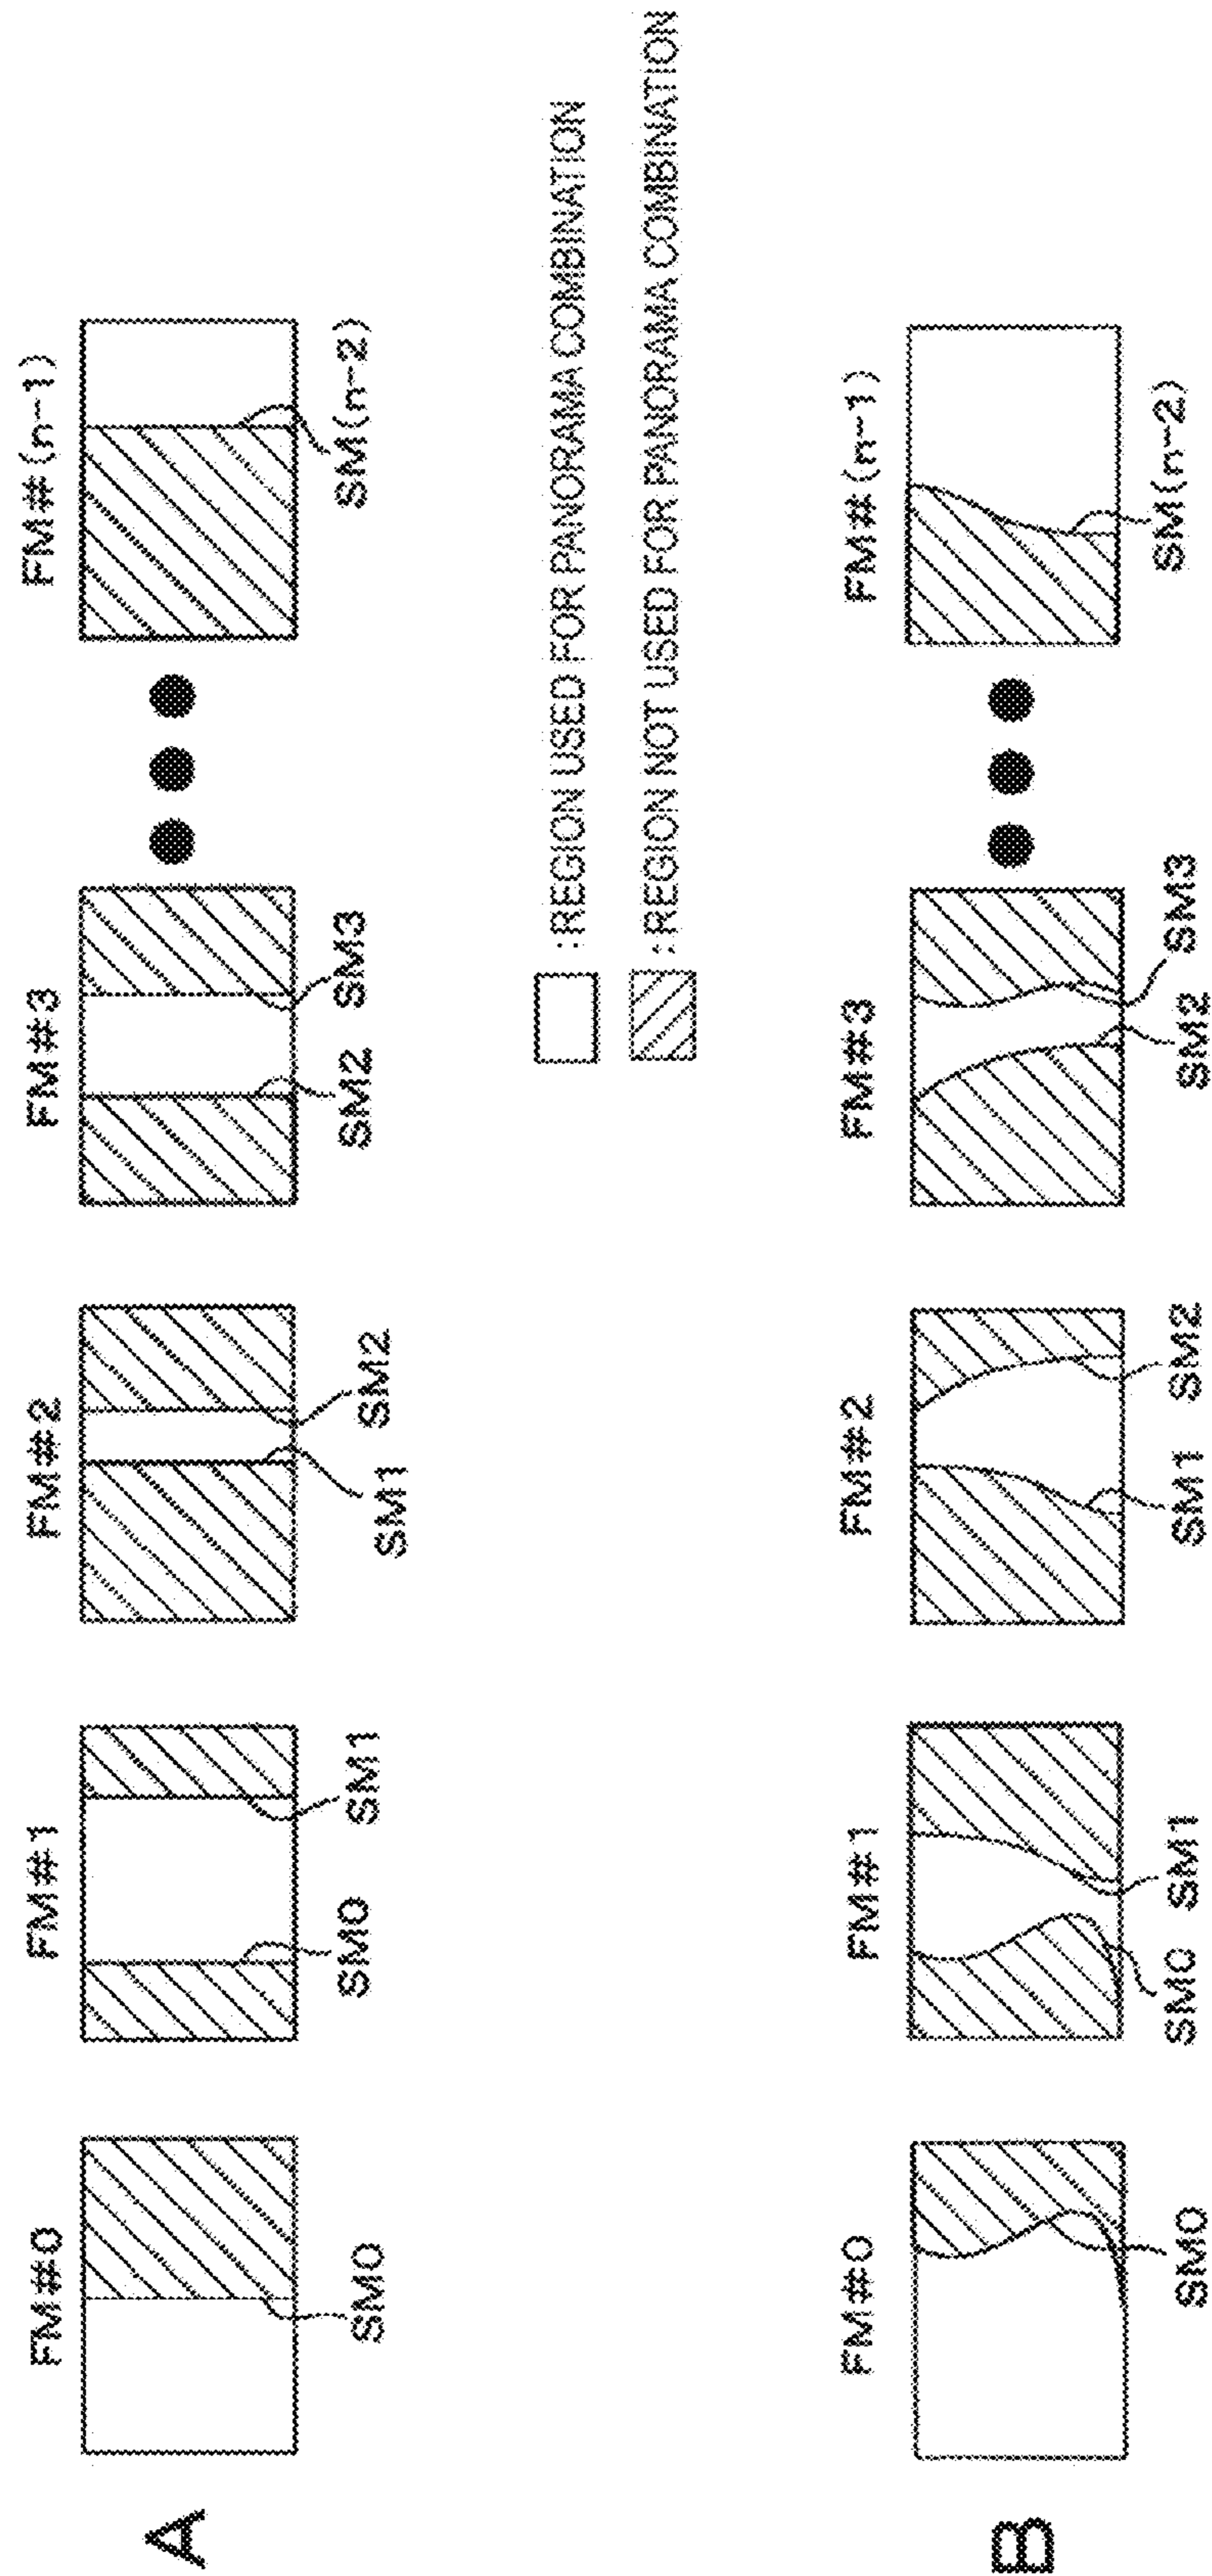 A
FM#0
FM#1
FM#2
FM#3
FM#(n-1)
SM0
SM0
SM1
SM1
SM2
SM2
SM3
SM(n-2)
:REGION USED FOR PANORAMA COMBINATION
:REGION NOT USED FOR PANORAMA COMBINATION
B
FM#0
FM#1
FM#2
FM#3
FM#(n-1)
SM0
SM0
SM1
SM1
SM2
SM2
SM3
SM(n-2)